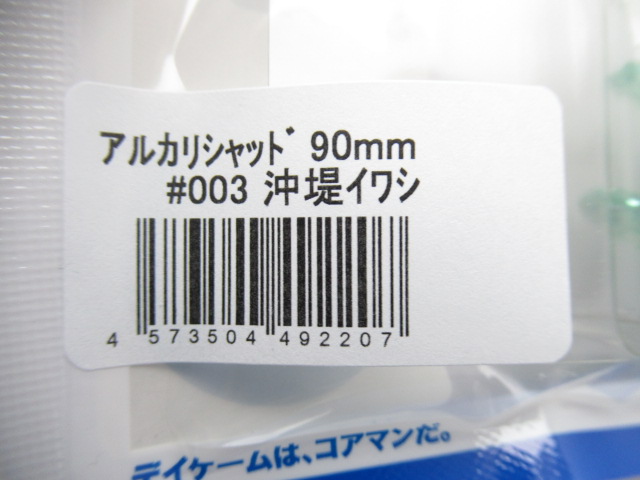 アルカリシャッド 90mm
#003 沖堤イワシ
4 573504 492207
デイゲームは、コアマンだ。